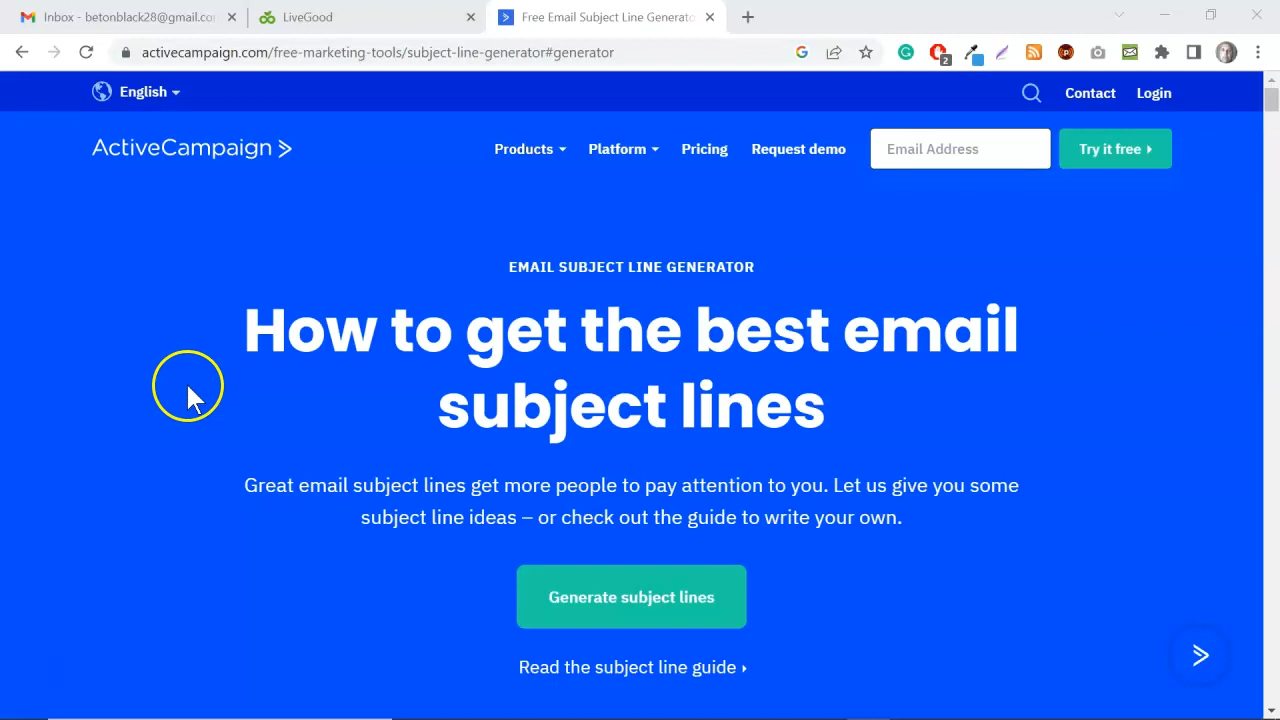 Inbox - betonblack28@gmail.co
LiveGood
Free Email Subject Line Generato
activecampaign.com/free-marketing-tools/subject-line-generator#generator
2
English
Contact
Login
ActiveCampaign
Products
Platform
Pricing
Request demo
Email Address
Try it free
EMAIL SUBJECT LINE GENERATOR
How to get the best email
subject lines
Great email subject lines get more people to pay attention to you. Let us give you some
subject line ideas – or check out the guide to write your own.
Generate subject lines
Read the subject line guide